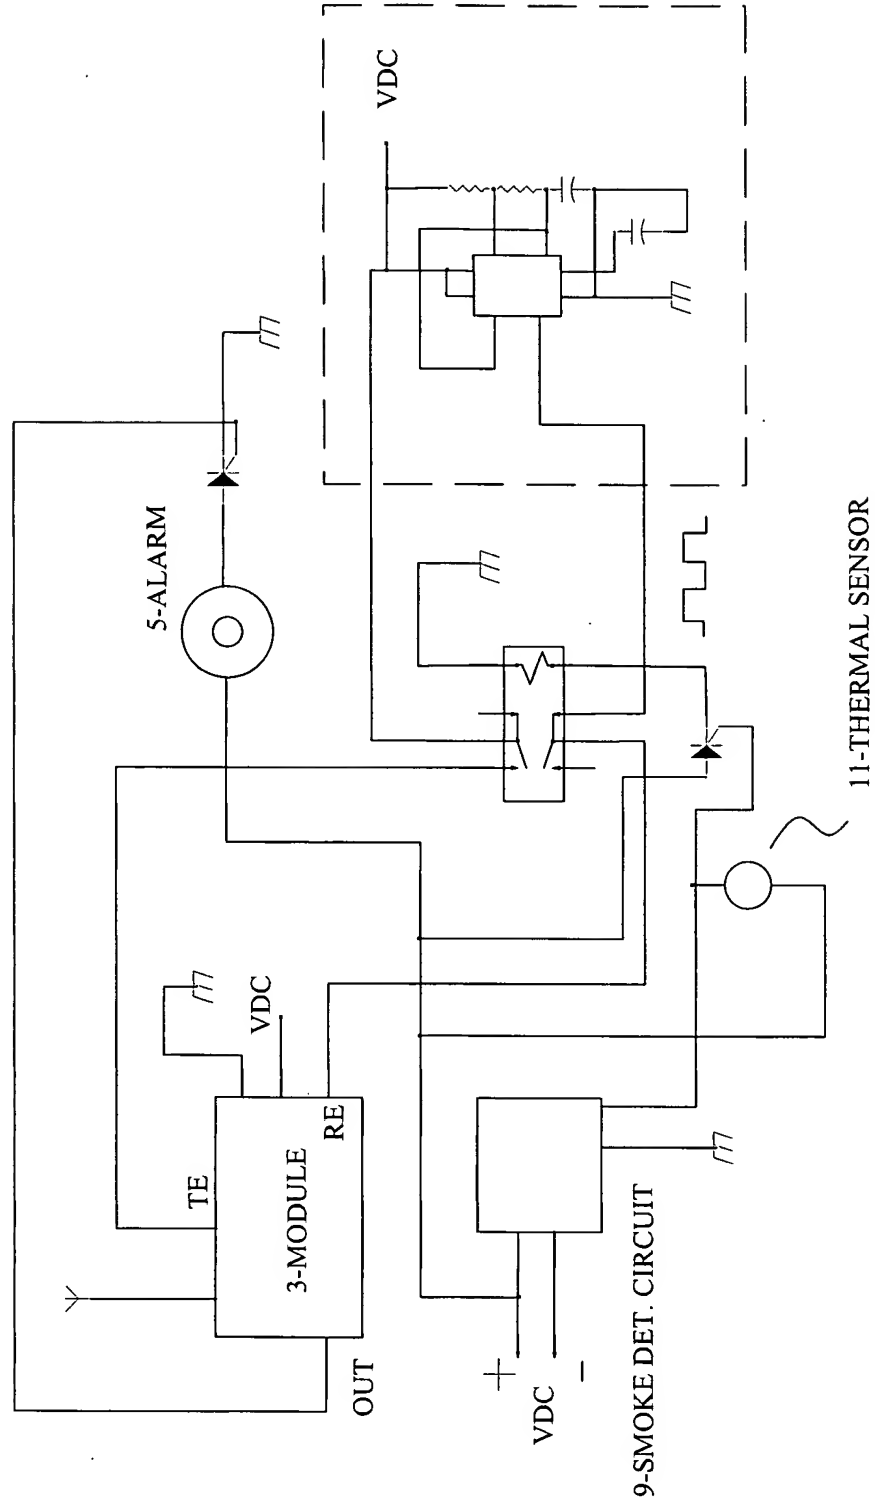 VDC
5-ALARM
11-THERMAL SENSOR
VDC
TE
RE
3-MODULE
OUT
+
VDC
-
9-SMOKE DET. CIRCUIT